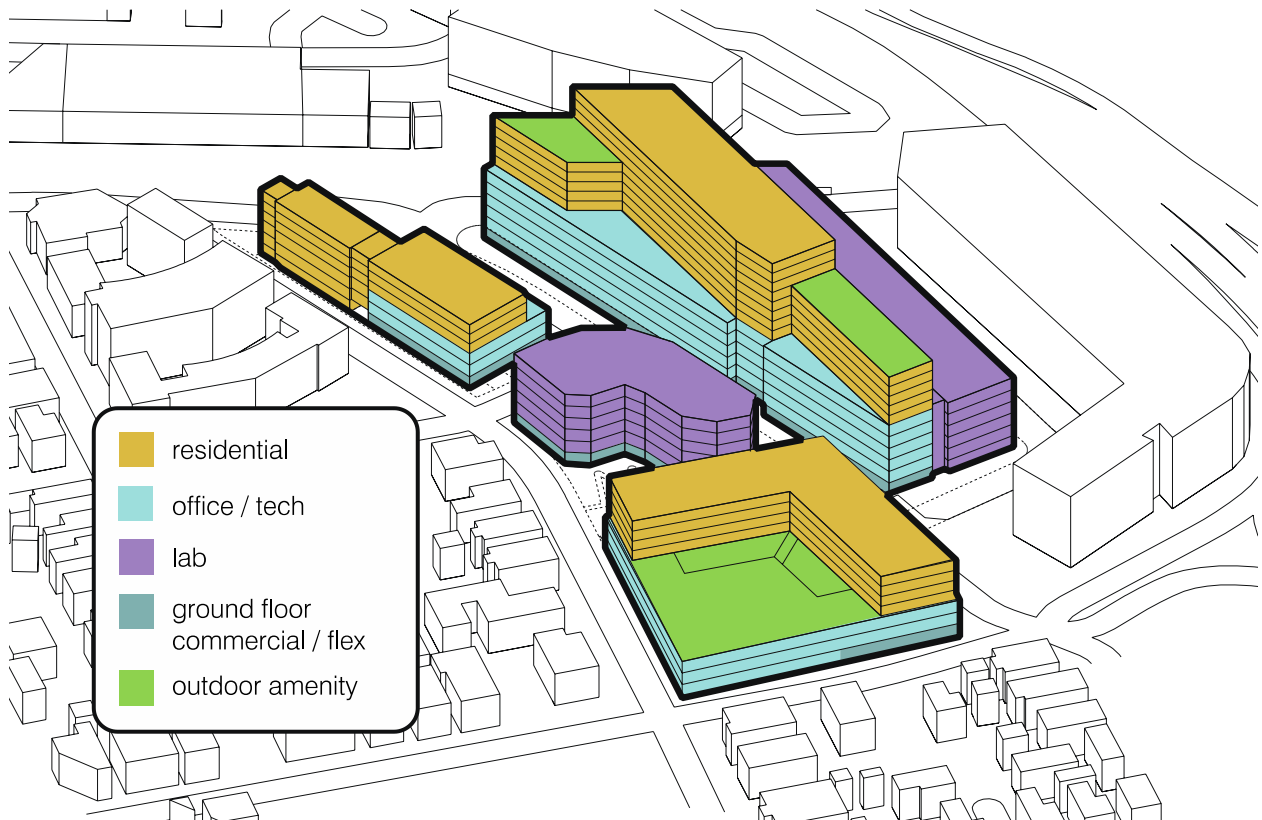 residential
office / tech
lab
ground floor
commercial / flex
outdoor amenity